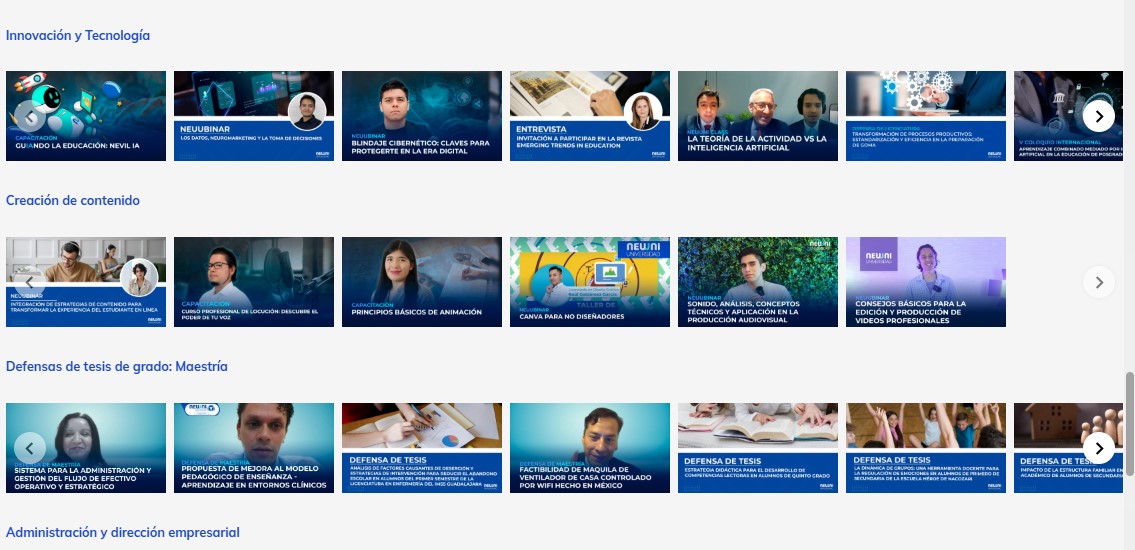 Innovación y Tecnología
CAPACITACIÓN
GUIANDO LA EDUCACIÓN: NEVIL IA
NEUUBINAR
LOS DATOS, NEUROMARKETING Y LA TOMA DE DECISIONES
NEUUBINAR
BLINDAJE CIBERNÉTICO: CLAVES PARA
PROTEGERTE EN LA ERA DIGITAL
ENTREVISTA
INVITACIÓN A PARTICIPAR EN LA REVISTA
EMERGING TRENDS IN EDUCATION
LA TEORÍA DE LA ACTIVIDAD VS LA
INTELIGENCIA ARTIFICIAL
DEFENSA DE LICENCIATURA
TRANSFORMACIÓN DE PROCESOS PRODUCTIVOS:
ESTANDARIZACIÓN Y EFICIENCIA EN LA PREPARACIÓN
DE GOMA
V COLOQUIO INTERNACIONAL
APRENDIZAJE COMBINADO MEDIADO POR I
ARTIFICIAL EN LA EDUCACIÓN DE POSGRAD
Creación de contenido
NEUUBINAR
INTEGRACIÓN DE ESTRATEGIAS DE CONTENIDO PARA
TRANSFORMAR LA EXPERIENCIA DEL ESTUDIANTE EN LÍNEA
CAPACITACIÓN
CURSO PROFESIONAL DE LOCUCIÓN: DESCUBRE EL
PODER DE TU VOZ
CAPACITACIÓN
PRINCIPIOS BÁSICOS DE ANIMACIÓN
UNIVERSIDAD
TALLER DE
NEUUBINAR
CANVA PARA NO DISEÑADORES
NEUUBINAR
SONIDO, ANÁLISIS, CONCEPTOS
TÉCNICOS Y APLICACIÓN EN LA
PRODUCCIÓN AUDIOVISUAL
UNIVERSIDAD
NEUUBINAR
CONSEJOS BÁSICOS PARA LA
EDICIÓN Y PRODUCCIÓN DE
VIDEOS PROFESIONALES
Defensas de tesis de grado: Maestría
DEFENSA DE MAESTRÍA
SISTEMA PARA LA ADMINISTRACIÓN Y
GESTIÓN DEL FLUJO DE EFECTIVO
OPERATIVO Y ESTRATÉGICO
DEFENSA DE MAESTRÍA
PROPUESTA DE MEJORA AL MODELO
PEDAGÓGICO DE ENSEÑANZA -
APRENDIZAJE EN ENTORNOS CLÍNICOS
DEFENSA DE TESIS
ANÁLISIS DE FACTORES CAUSANTES DE DESERCIÓN Y
ESTRATEGIAS DE INTERVENCIÓN PARA REDUCIR EL ABANDONO
ESCOLAR EN ALUMNOS DEL PRIMER SEMESTRE DE LA
LICENCIATURA EN ENFERMERÍA DEL IMSS GUADALAJARA
DEFENSA DE MAESTRÍA
FACTIBILIDAD DE MAQUILA DE
VENTILADOR DE CASA CONTROLADO
POR WIFI HECHO EN MÉXICO
DEFENSA DE TESIS
ESTRATEGIA DIDÁCTICA PARA EL DESARROLLO DE
COMPETENCIAS LECTORAS EN ALUMNOS DE QUINTO GRADO
DEFENSA DE TESIS
LA DINÁMICA DE GRUPOS: UNA HERRAMIENTA DOCENTE PARA
LA REGULACIÓN DE EMOCIONES EN ALUMNOS DE PRIMERO DE
SECUNDARIA DE LA ESCUELA HÉROE DE NACOZARI
DEFENSA DE TESIS
IMPACTO DE LA ESTRUCTURA FAMILIAR EN
ACADÉMICO DE ALUMNOS DE SECUNDARIA
Administración y dirección empresarial